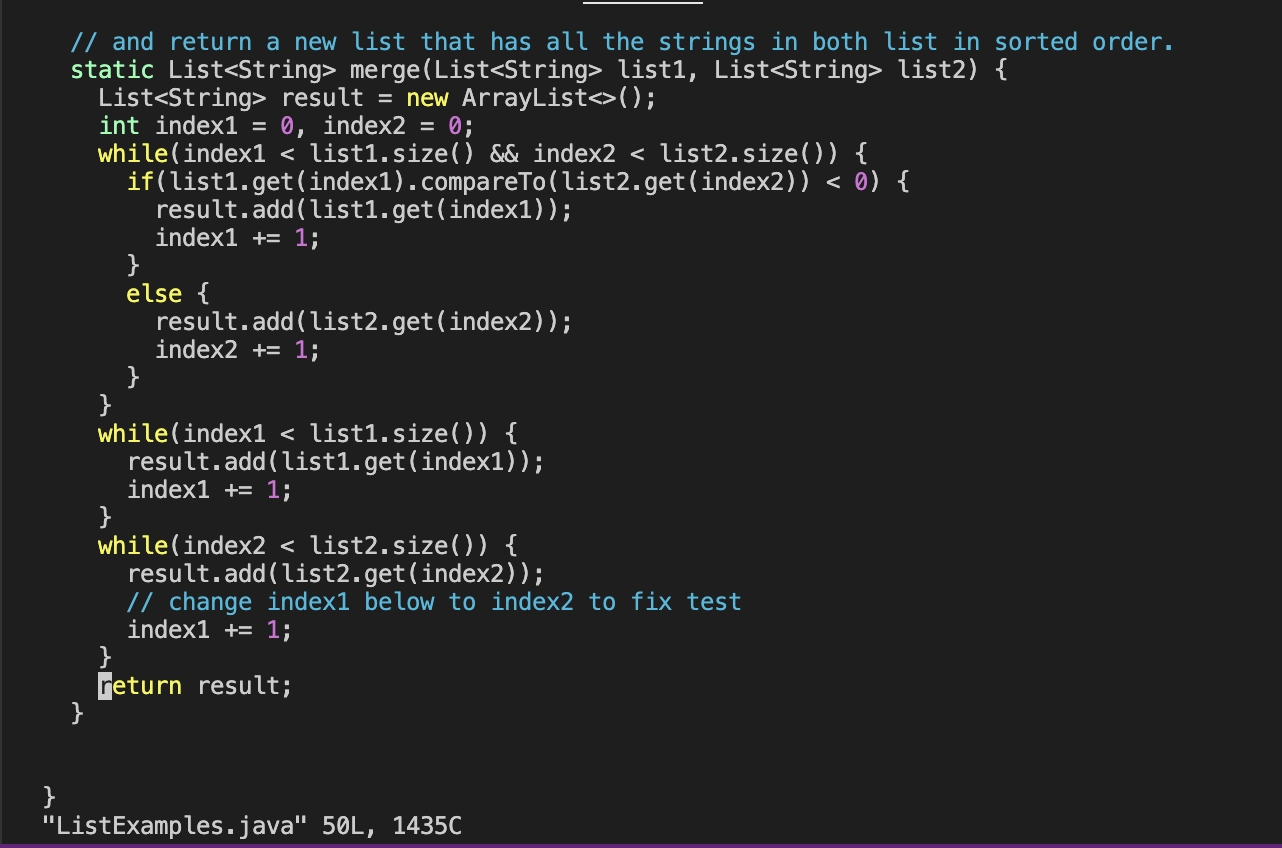 // and return a new list that has all the strings in both list in sorted order.
static List<String> merge(List<String> list1, List<String> list2) {
  List<String> result = new ArrayList<>();
  int index1 = 0, index2 = 0;
  while(index1 < list1.size() && index2 < list2.size()) {
    if(list1.get(index1).compareTo(list2.get(index2)) < 0) {
      result.add(list1.get(index1));
      index1 += 1;
    }
    else {
      result.add(list2.get(index2));
      index2 += 1;
    }
  }
  while(index1 < list1.size()) {
    result.add(list1.get(index1));
    index1 += 1;
  }
  while(index2 < list2.size()) {
    result.add(list2.get(index2));
    // change index1 below to index2 to fix test
    index1 += 1;
  }
  return result;
}
}
"ListExamples.java" 50L, 1435C